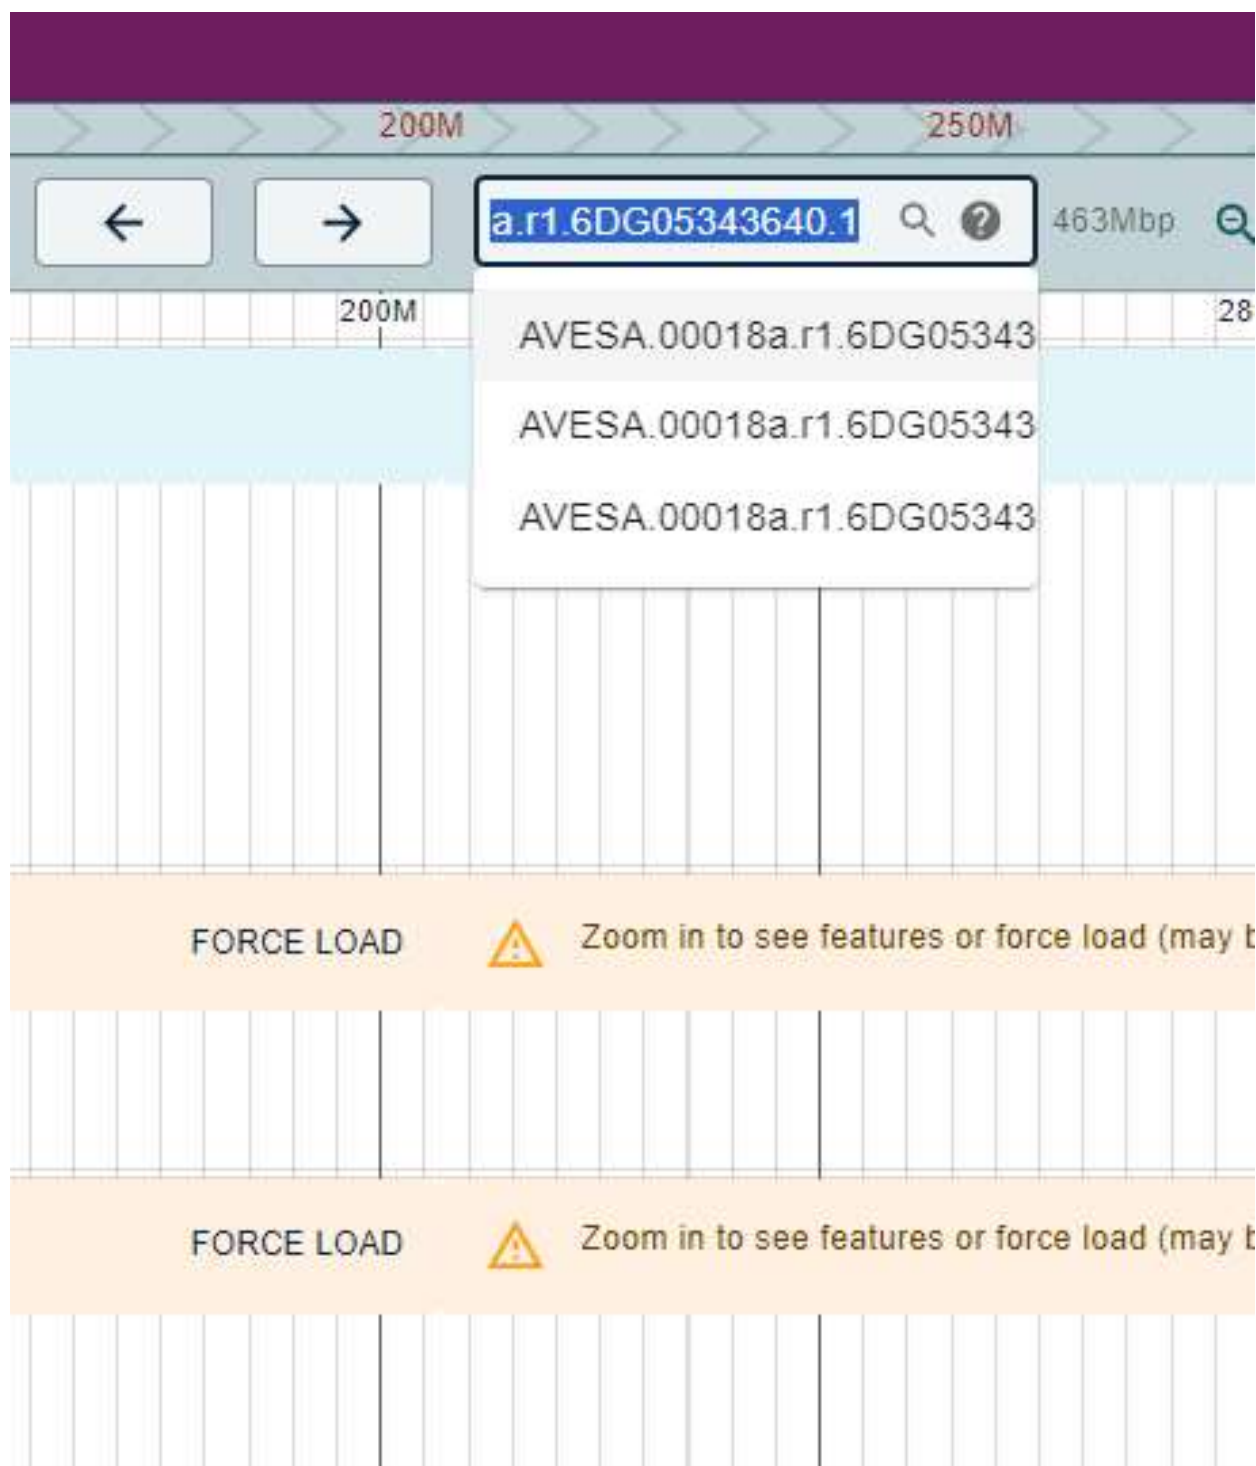 200M 250M
a.r1.6DG05343640.1 463Mbp
200M 28
AVESA.00018a.r1.6DG05343
AVESA.00018a.r1.6DG05343
AVESA.00018a.r1.6DG05343
FORCE LOAD Zoom in to see features or force load (may b
FORCE LOAD Zoom in to see features or force load (may b